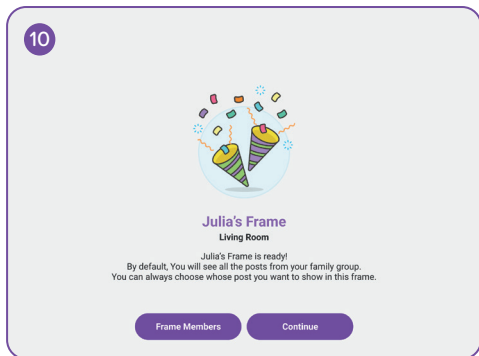 10
Julia's Frame
Living Room
Julia's Frame is ready!
By default, You will see all the posts from your family group.
You can always choose whose post you want to show in this frame.
Frame Members
Continue